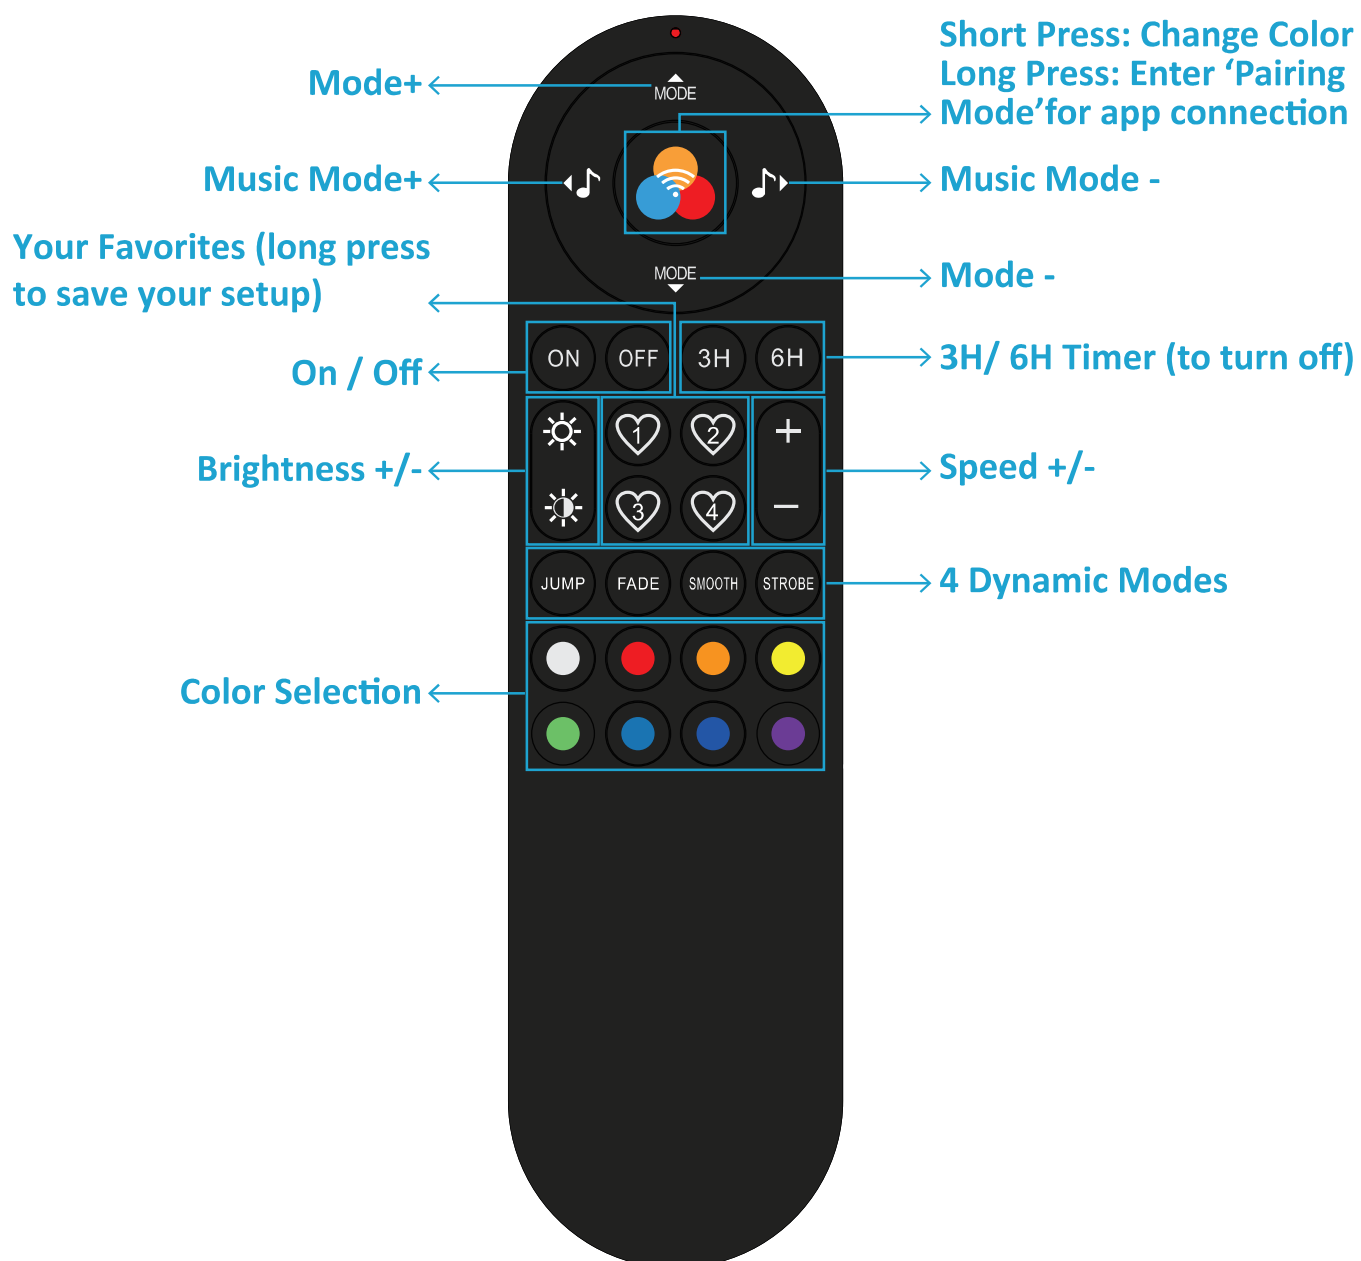 Short Press: Change Color
Long Press: Enter ‘Pairing
Mode’for app connection
Mode+
MODE
Music Mode+
Music Mode -
Your Favorites (long press
to save your setup)
MODE
Mode -
On / Off
ON OFF 3H 6H
3H/ 6H Timer (to turn off)
Brightness +/-
1 2 +
3 4 −
Speed +/-
JUMP FADE SMOOTH STROBE
4 Dynamic Modes
Color Selection